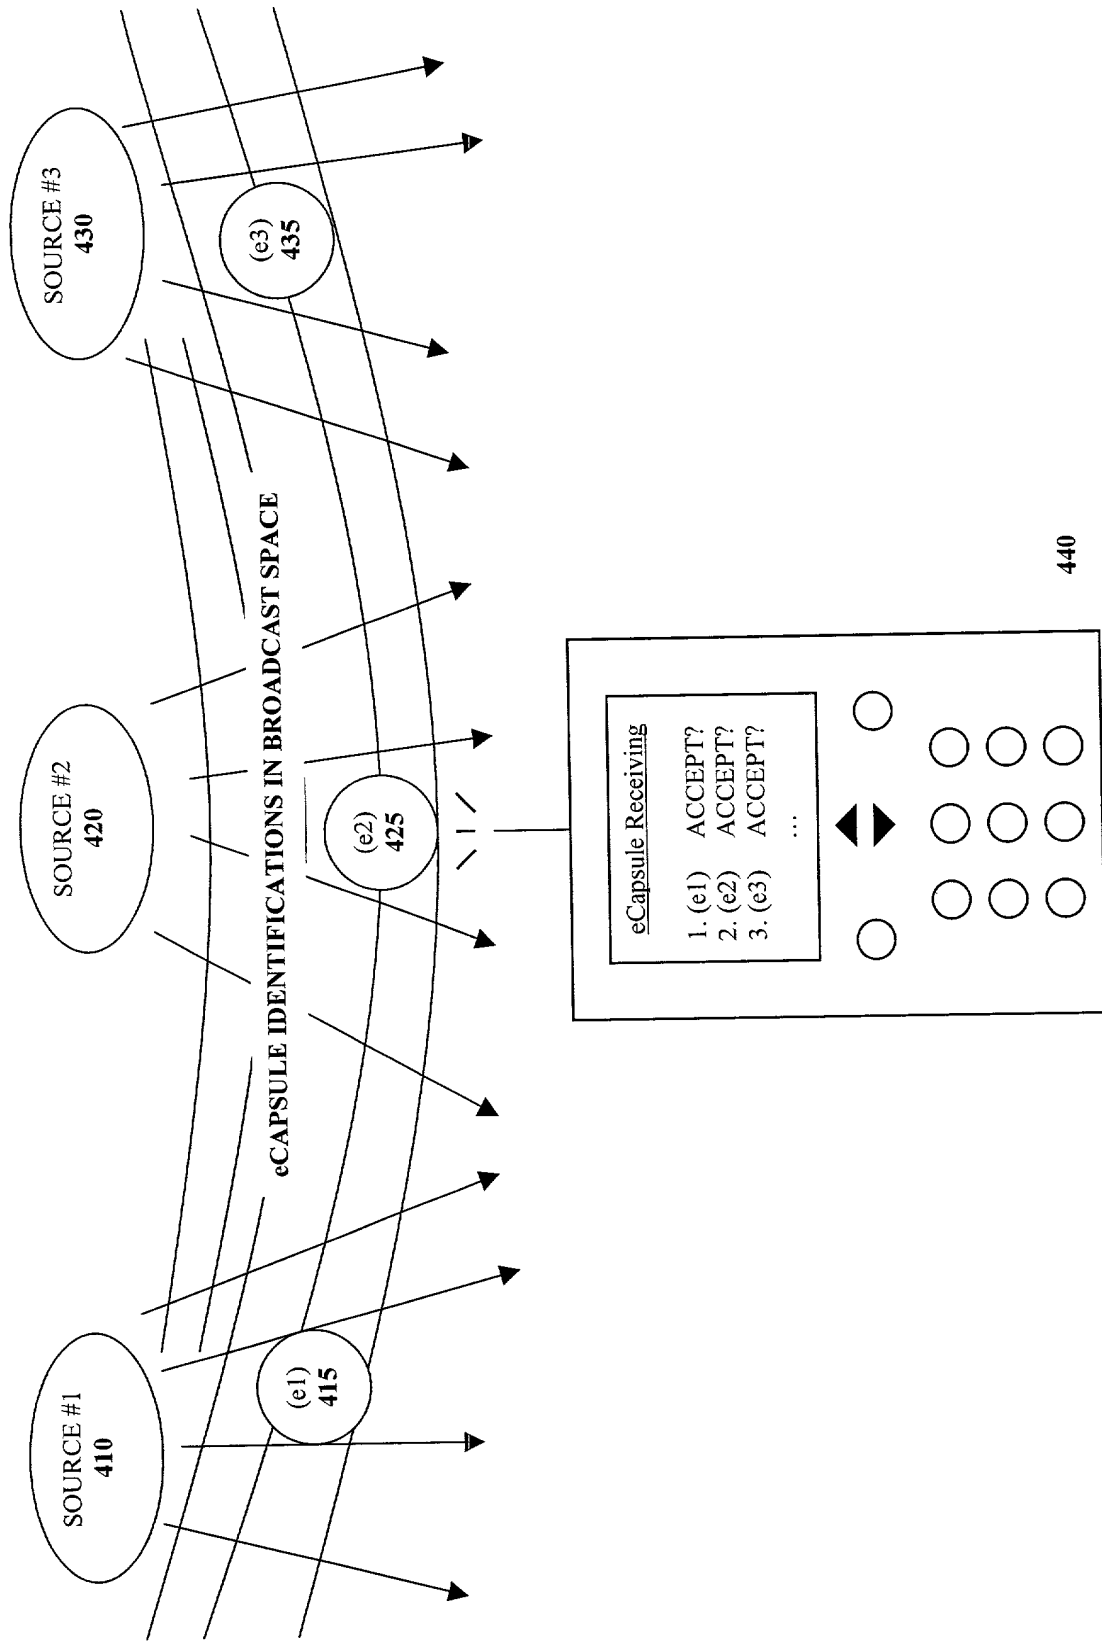 SOURCE #1
410
SOURCE #2
420
SOURCE #3
430
eCAPSULE IDENTIFICATIONS IN BROADCAST SPACE
(e1)
415
(e2)
425
(e3)
435
eCapsule Receiving
1. (e1) ACCEPT?
2. (e2) ACCEPT?
3. (e3) ACCEPT?
...
440